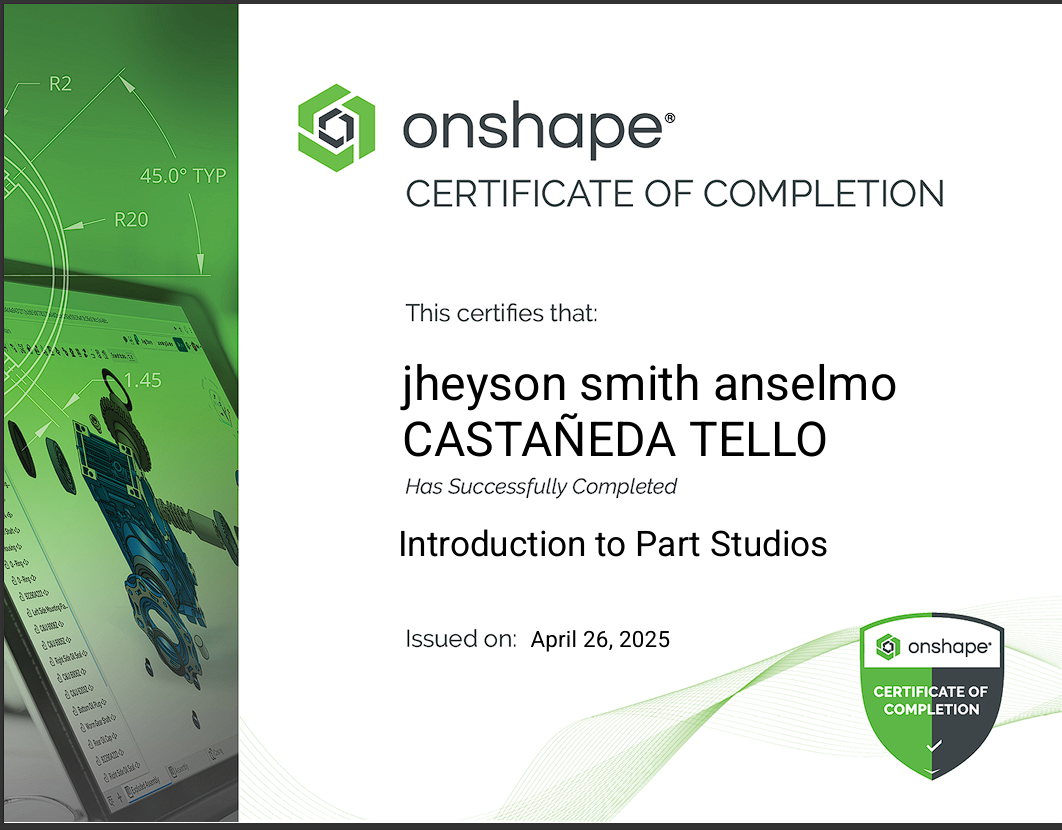 R2
45.0° TYP
R20
1.45
onshape®
CERTIFICATE OF COMPLETION
This certifies that:
jheyson smith anselmo
CASTAÑEDA TELLO
Has Successfully Completed
Introduction to Part Studios
Issued on: April 26, 2025
onshape®
CERTIFICATE OF
COMPLETION